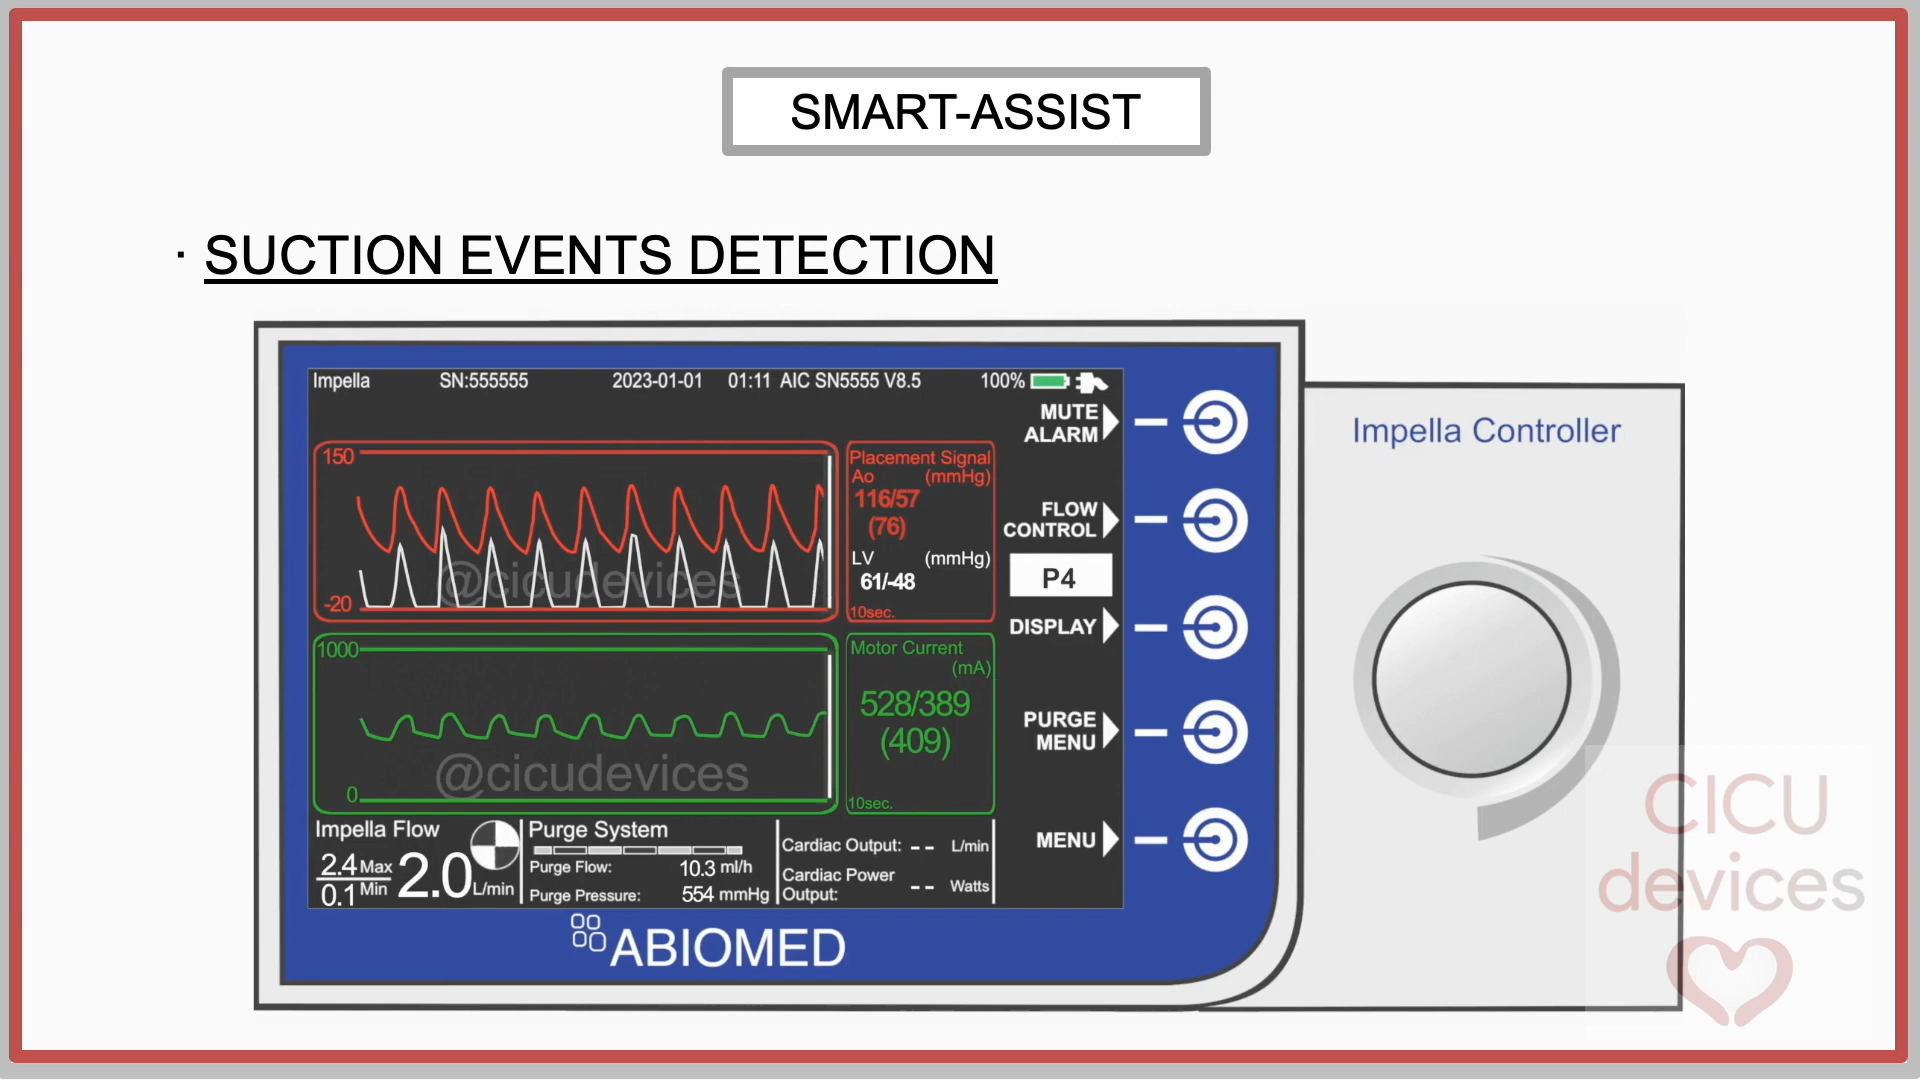 SMART-ASSIST
· SUCTION EVENTS DETECTION
Impella SN:555555 2023-01-01 01:11 AIC SN5555 V8.5 100%
MUTE
ALARM
150
-20
@cicudevices
Placement Signal
Ao (mmHg)
116/57
(76)
LV (mmHg)
61/-48
10sec.
FLOW
CONTROL
P4
DISPLAY
1000
0
@cicudevices
Motor Current
(mA)
528/389
(409)
10sec.
PURGE
MENU
MENU
Impella Flow
2.4 Max
0.1 Min
2.0 L/min
Purge System
Purge Flow: 10.3 ml/h
Purge Pressure: 554 mmHg
Cardiac Output: -- L/min
Cardiac Power
Output: -- Watts
ABIOMED
Impella Controller
CICU
devices